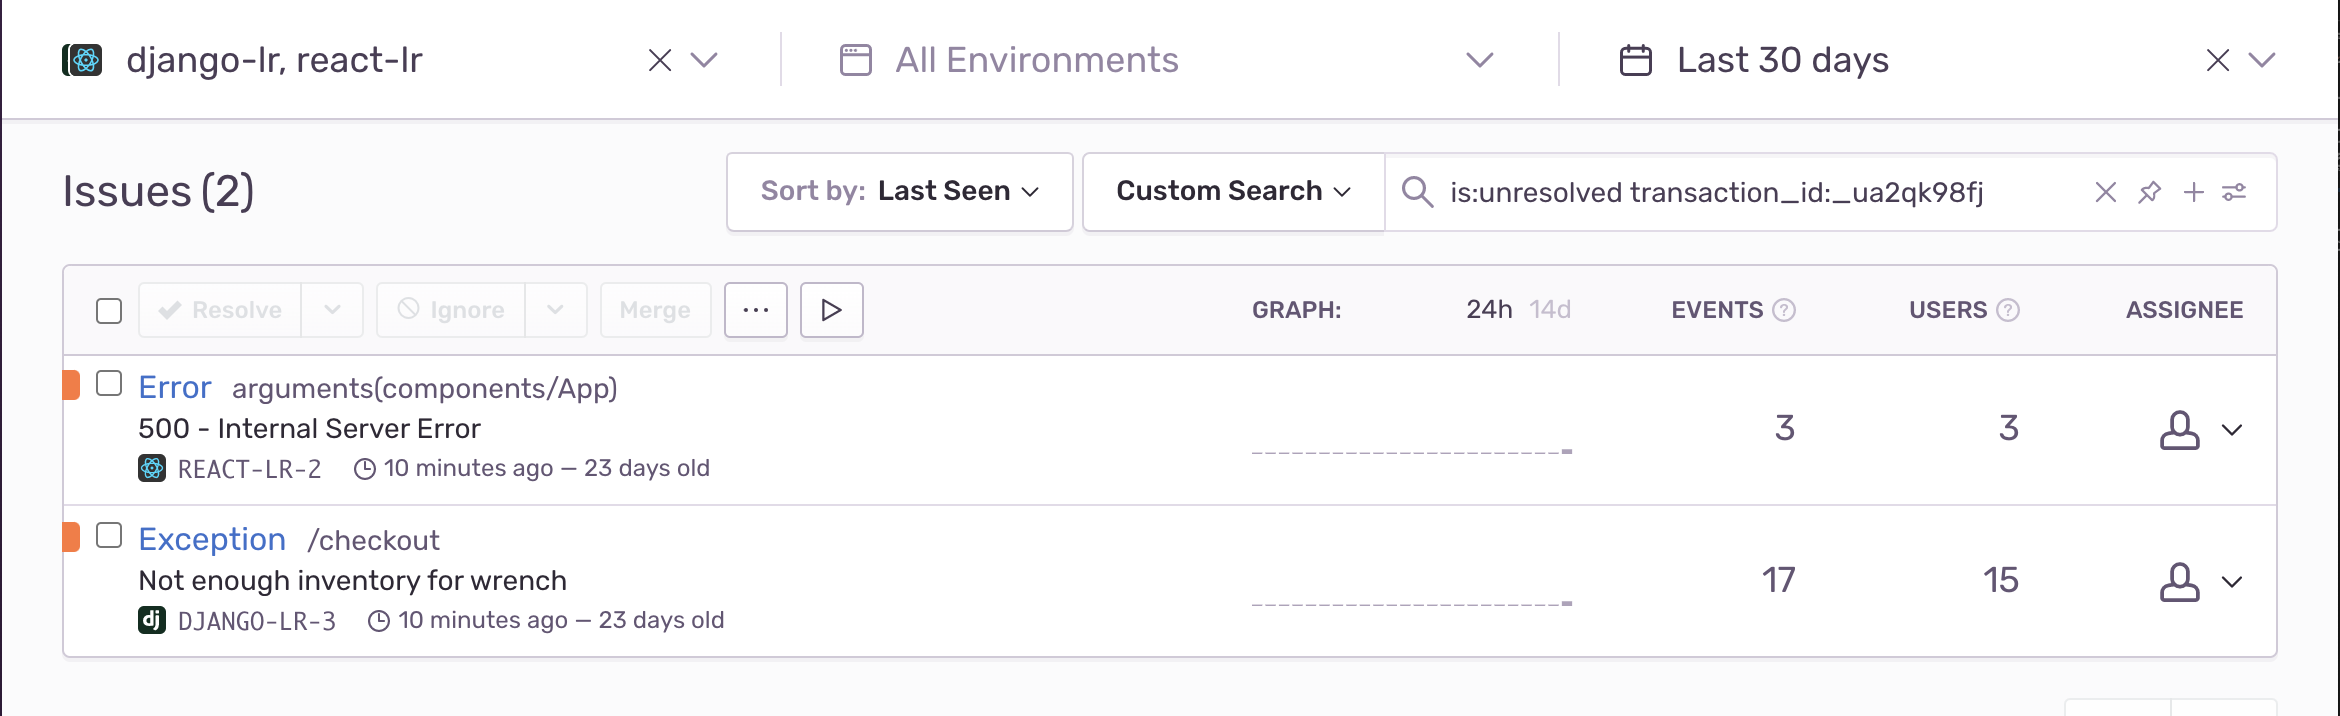 django-lr, react-lr
All Environments
Last 30 days
Issues (2)
Sort by: Last Seen
Custom Search
is:unresolved transaction_id:_ua2qk98fj
Resolve
Ignore
Merge
GRAPH: 24h 14d
EVENTS ?
USERS ?
ASSIGNEE
Error arguments(components/App)
500 - Internal Server Error
REACT-LR-2 10 minutes ago — 23 days old
3
3
Exception /checkout
Not enough inventory for wrench
dj DJANGO-LR-3 10 minutes ago — 23 days old
17
15